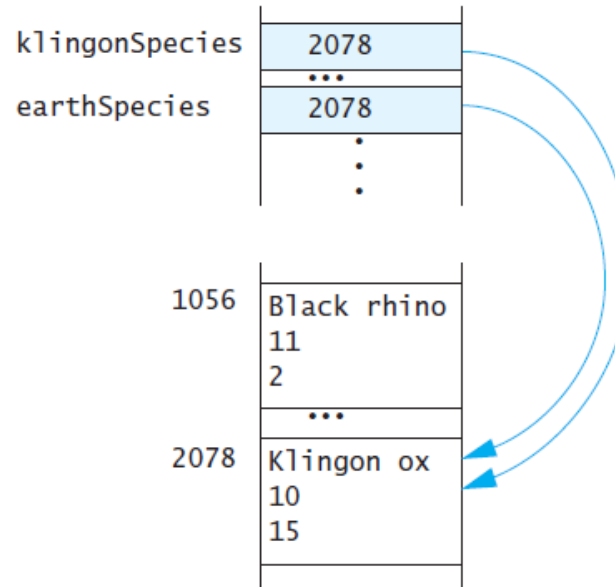 klingonSpecies 2078
•••
earthSpecies 2078
•
•
•
1056 Black rhino
11
2
•••
2078 Klingon ox
10
15